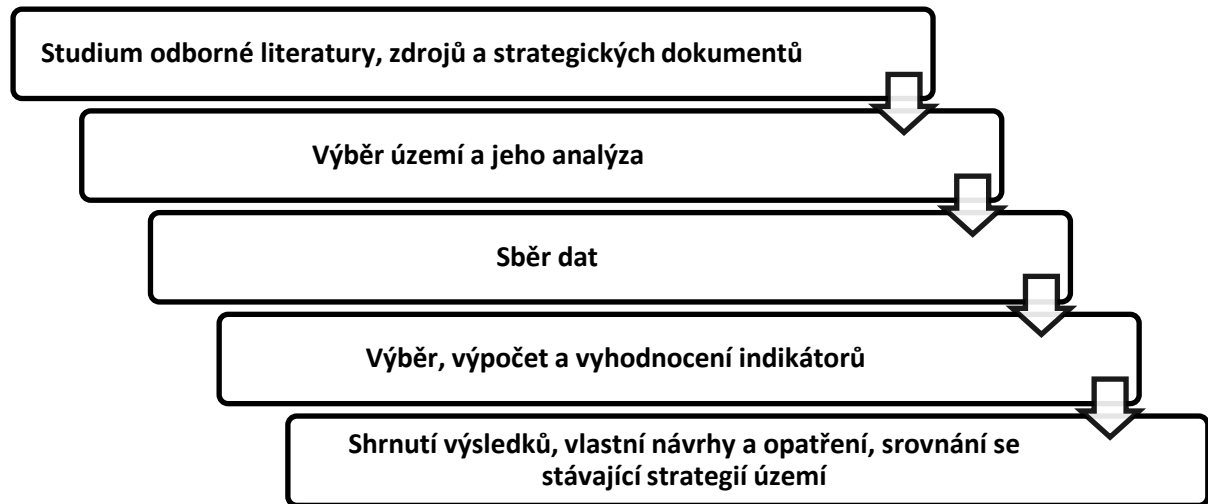 Studium odborné literatury, zdrojů a strategických dokumentů
Výběr území a jeho analýza
Sběr dat
Výběr, výpočet a vyhodnocení indikátorů
Shrnutí výsledků, vlastní návrhy a opatření, srovnání se
stávající strategií území